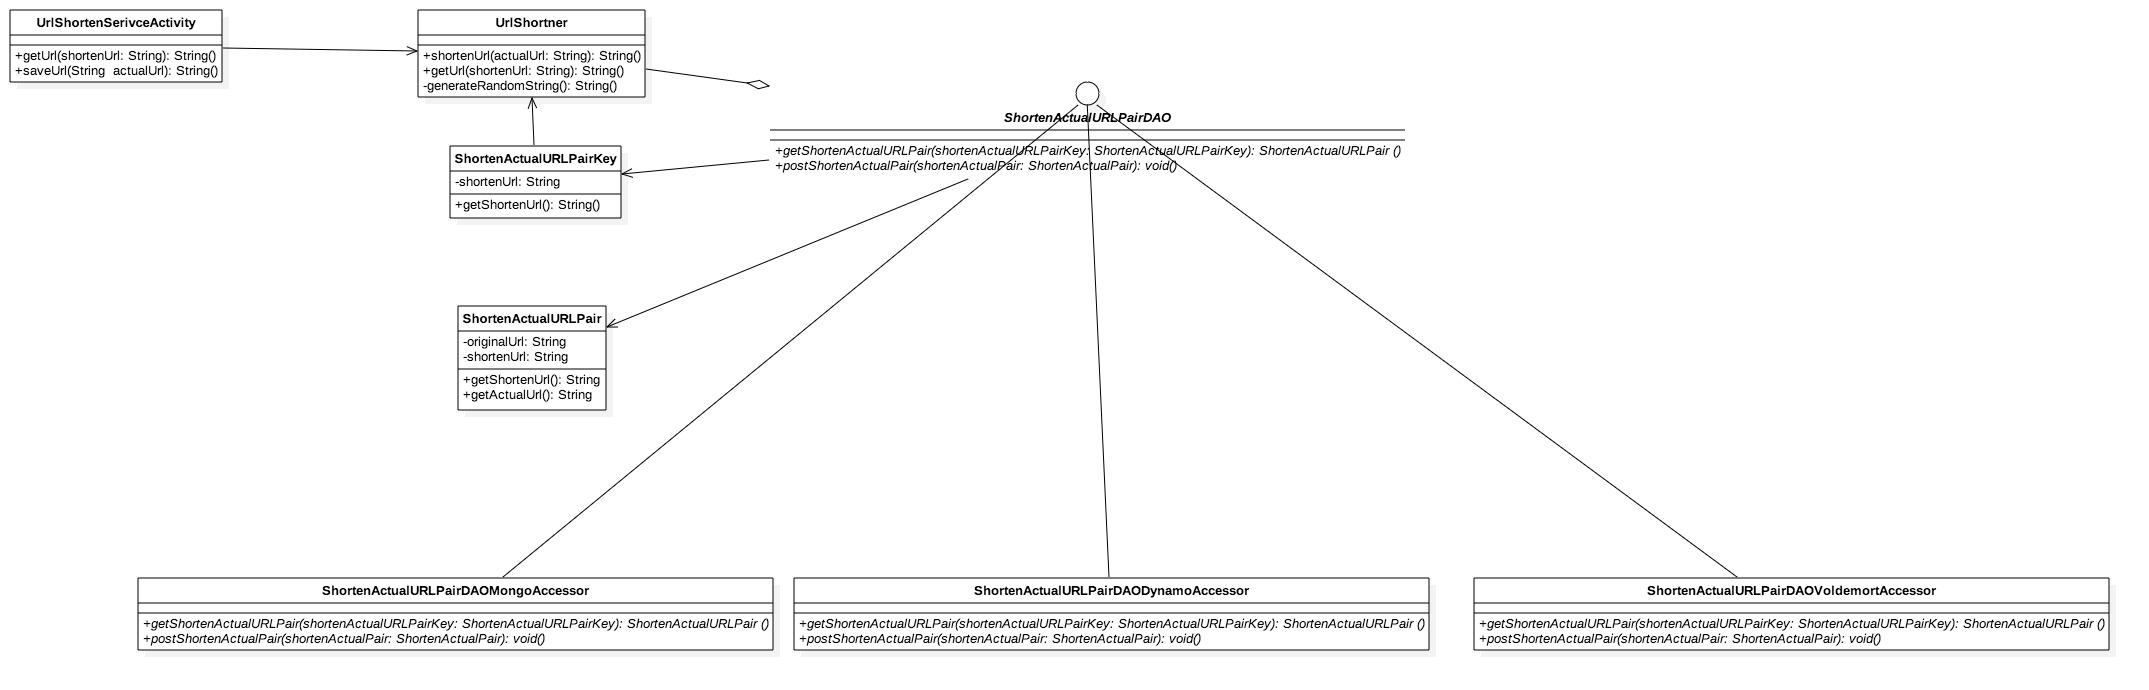 UrlShortenSerivceActivity
+getUrl(shortenUrl: String): String()
+saveUrl(String  actualUrl): String()
UrlShortner
+shortenUrl(actualUrl: String): String()
+getUrl(shortenUrl: String): String()
-generateRandomString(): String()
ShortenActualURLPairDAO
+getShortenActualURLPair(shortenActualURLPairKey: ShortenActualURLPairKey): ShortenActualURLPair ()
+postShortenActualPair(shortenActualPair: ShortenActualPair): void()
ShortenActualURLPairKey
-shortenUrl: String
+getShortenUrl(): String()
ShortenActualURLPair
-originalUrl: String
-shortenUrl: String
+getShortenUrl(): String
+getActualUrl(): String
ShortenActualURLPairDAOMongoAccessor
+getShortenActualURLPair(shortenActualURLPairKey: ShortenActualURLPairKey): ShortenActualURLPair ()
+postShortenActualPair(shortenActualPair: ShortenActualPair): void()
ShortenActualURLPairDAODynamoAccessor
+getShortenActualURLPair(shortenActualURLPairKey: ShortenActualURLPairKey): ShortenActualURLPair ()
+postShortenActualPair(shortenActualPair: ShortenActualPair): void()
ShortenActualURLPairDAOVoldemortAccessor
+getShortenActualURLPair(shortenActualURLPairKey: ShortenActualURLPairKey): ShortenActualURLPair ()
+postShortenActualPair(shortenActualPair: ShortenActualPair): void()